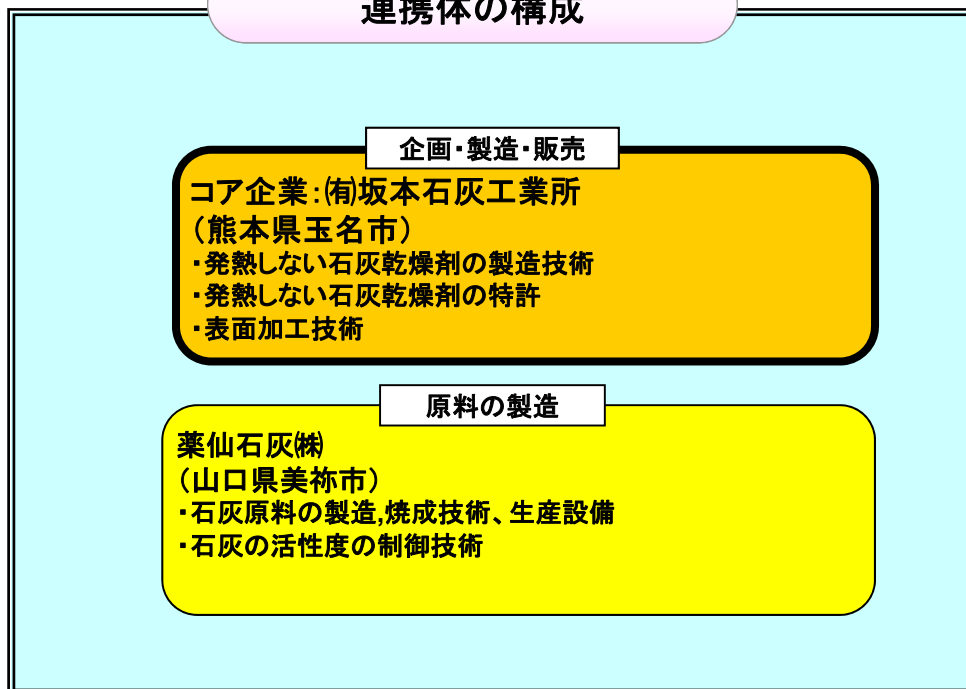 連携体の構成
企画・製造・販売
コア企業:㈲坂本石灰工業所
(熊本県玉名市)
・発熱しない石灰乾燥剤の製造技術
・発熱しない石灰乾燥剤の特許
・表面加工技術
原料の製造
薬仙石灰㈱
(山口県美祢市)
・石灰原料の製造,焼成技術、生産設備
・石灰の活性度の制御技術